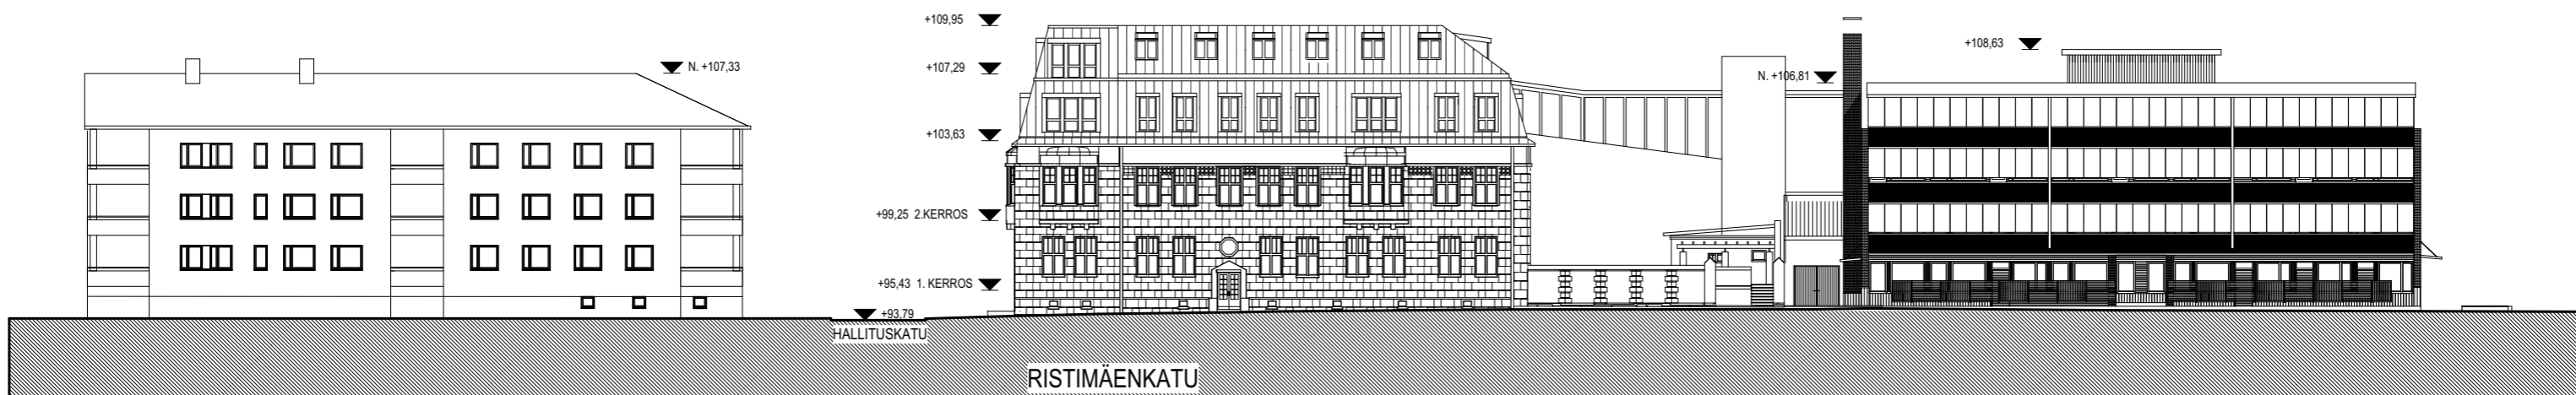 +109,95
+107,29
+103,63
+99,25 2.KERROS
+95,43 1. KERROS
N. +107,33
N. +106,81
+108,63
+93,79
HALLITUSKATU
RISTIMÄENKATU